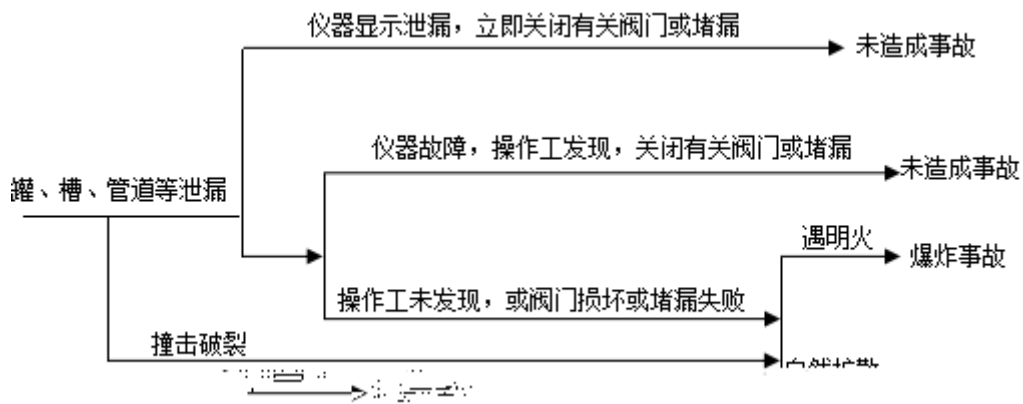 仪器显示泄漏，立即关闭有关阀门或堵漏
未造成事故
仪器故障，操作工发现，关闭有关阀门或堵漏
未造成事故
罐、槽、管道等泄漏
遇明火
爆炸事故
操作工未发现，或阀门损坏或堵漏失败
撞击破裂
自然扩散